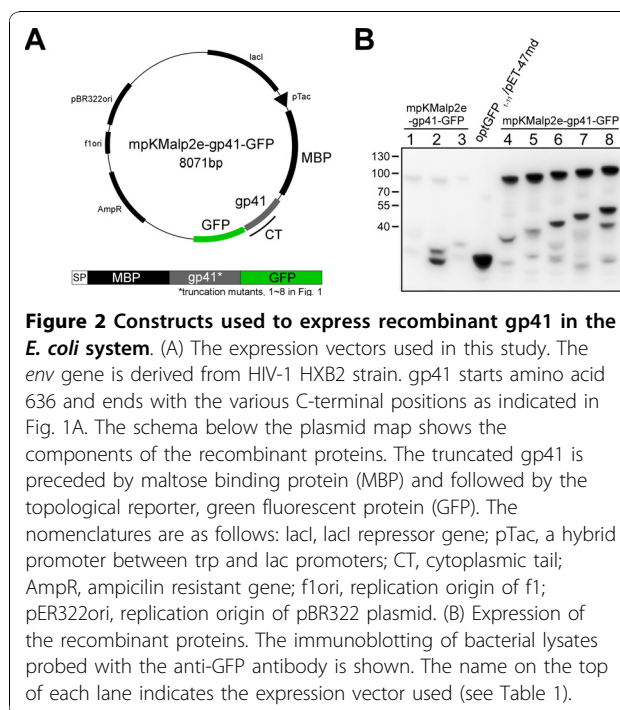 A
lacI
pTac
pBR322ori
f1ori
mpKMalp2e-gp41-GFP
8071bp
MBP
AmpR
gp41
GFP
CT
SP MBP gp41* GFP
*truncation mutants, 1~8 in Fig. 1
B
mpKMalp2e
-gp41-GFP
optGFP1-11/pET-47md
mpKMalp2e-gp41-GFP
1 2 3 4 5 6 7 8
130
100
70
55
40
Figure 2 Constructs used to express recombinant gp41 in the
E. coli system. (A) The expression vectors used in this study. The
env gene is derived from HIV-1 HXB2 strain. gp41 starts amino acid
636 and ends with the various C-terminal positions as indicated in
Fig. 1A. The schema below the plasmid map shows the
components of the recombinant proteins. The truncated gp41 is
preceded by maltose binding protein (MBP) and followed by the
topological reporter, green fluorescent protein (GFP). The
nomenclatures are as follows: lacI, lacI repressor gene; pTac, a hybrid
promoter between trp and lac promoters; CT, cytoplasmic tail;
AmpR, ampicilin resistant gene; f1ori, replication origin of f1;
pER322ori, replication origin of pBR322 plasmid. (B) Expression of
the recombinant proteins. The immunoblotting of bacterial lysates
probed with the anti-GFP antibody is shown. The name on the top
of each lane indicates the expression vector used (see Table 1).